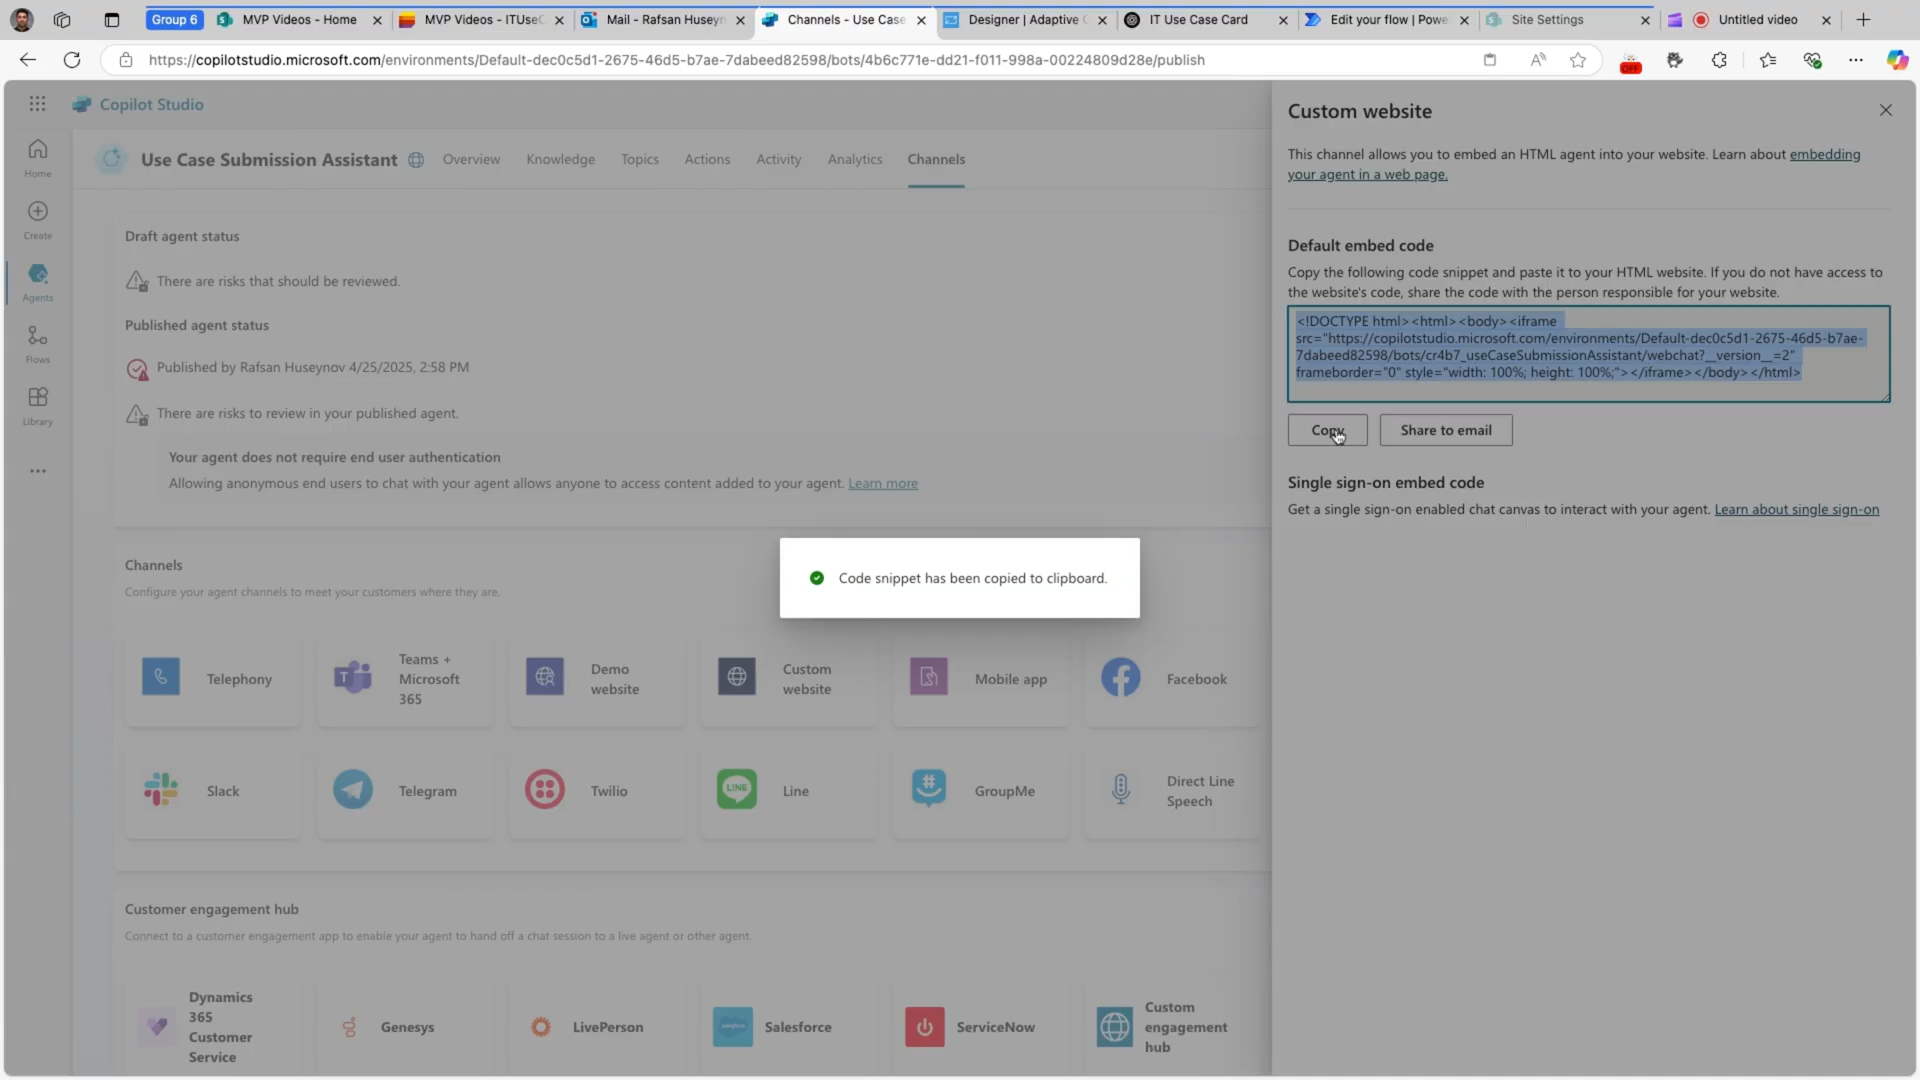 Group 6
MVP Videos - Home
MVP Videos - ITUseC
Mail - Rafsan Huseyn
Channels - Use Case
Designer | Adaptive C
IT Use Case Card
Edit your flow | Powe
Site Settings
Untitled video
https://copilotstudio.microsoft.com/environments/Default-dec0c5d1-2675-46d5-b7ae-7dabeed82598/bots/4b6c771e-dd21-f011-998a-00224809d28e/publish
OFF
Copilot Studio
Home
Create
Agents
Flows
Library
Use Case Submission Assistant
Overview
Knowledge
Topics
Actions
Activity
Analytics
Channels
Draft agent status
There are risks that should be reviewed.
Published agent status
Published by Rafsan Huseynov 4/25/2025, 2:58 PM
There are risks to review in your published agent.
Your agent does not require end user authentication
Allowing anonymous end users to chat with your agent allows anyone to access content added to your agent. Learn more
Channels
Configure your agent channels to meet your customers where they are.
Telephony
Teams +
Microsoft
365
Demo
website
Custom
website
Mobile app
Facebook
Slack
Telegram
Twilio
LINE
Line
GroupMe
Direct Line
Speech
Customer engagement hub
Connect to a customer engagement app to enable your agent to hand off a chat session to a live agent or other agent.
Dynamics
365
Customer
Service
Genesys
LivePerson
Salesforce
ServiceNow
Custom
engagement
hub
Code snippet has been copied to clipboard.
Custom website
This channel allows you to embed an HTML agent into your website. Learn about embedding
your agent in a web page.
Default embed code
Copy the following code snippet and paste it to your HTML website. If you do not have access to
the website's code, share the code with the person responsible for your website.
<!DOCTYPE html><html><body><iframe
src="https://copilotstudio.microsoft.com/environments/Default-dec0c5d1-2675-46d5-b7ae-
7dabeed82598/bots/cr4b7_useCaseSubmissionAssistant/webchat?__version__=2"
frameborder="0" style="width: 100%; height: 100%;"></iframe></body></html>
Copy
Share to email
Single sign-on embed code
Get a single sign-on enabled chat canvas to interact with your agent. Learn about single sign-on